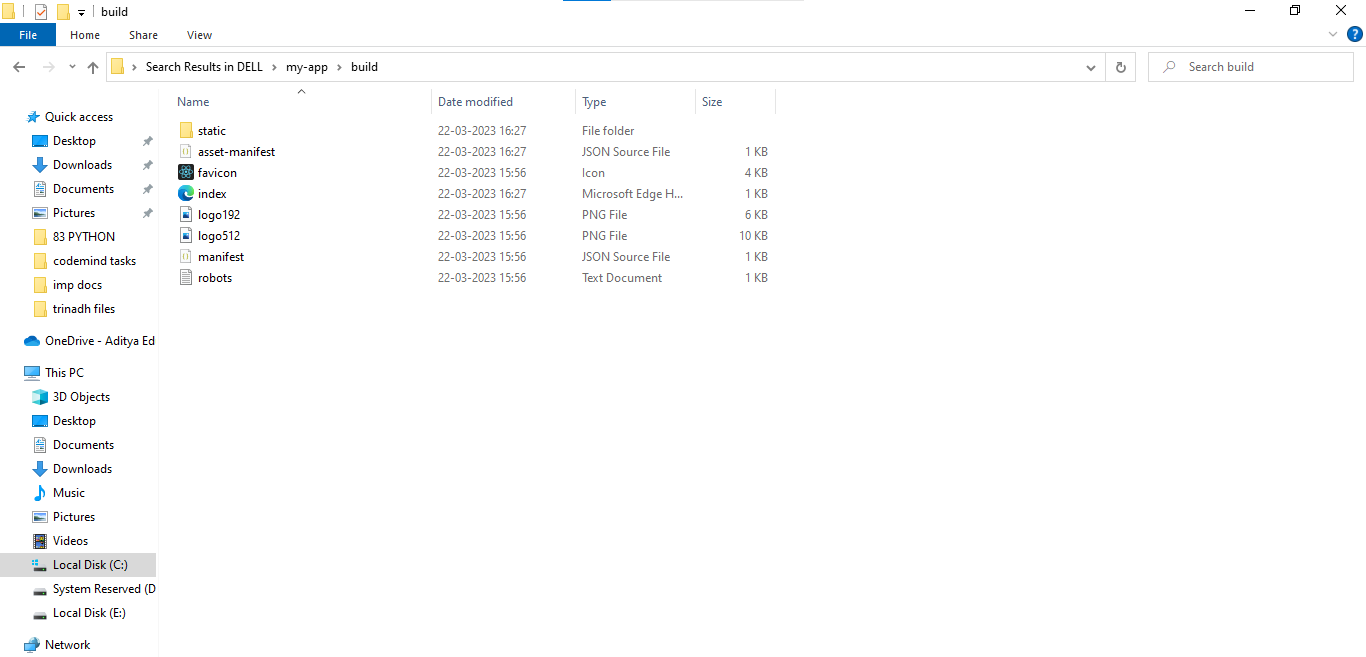 build
File Home Share View ?
Search Results in DELL my-app build Search build
Name Date modified Type Size
static 22-03-2023 16:27 File folder
asset-manifest 22-03-2023 16:27 JSON Source File 1 KB
favicon 22-03-2023 15:56 Icon 4 KB
index 22-03-2023 16:27 Microsoft Edge H... 1 KB
logo192 22-03-2023 15:56 PNG File 6 KB
logo512 22-03-2023 15:56 PNG File 10 KB
manifest 22-03-2023 15:56 JSON Source File 1 KB
robots 22-03-2023 15:56 Text Document 1 KB
Quick access
Desktop
Downloads
Documents
Pictures
83 PYTHON
codemind tasks
imp docs
trinadh files
OneDrive - Aditya Ed
This PC
3D Objects
Desktop
Documents
Downloads
Music
Pictures
Videos
Local Disk (C:)
System Reserved (D
Local Disk (E:)
Network